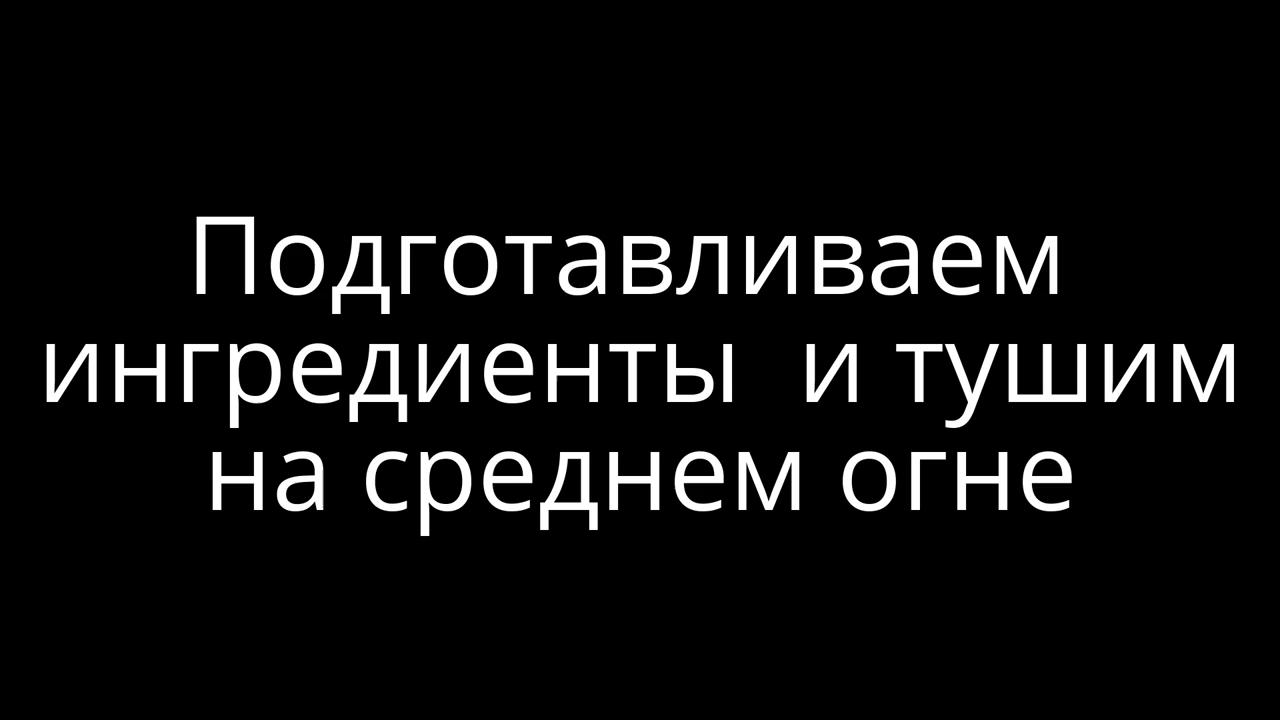 Подготавливаем
ингредиенты  и тушим
на среднем огне